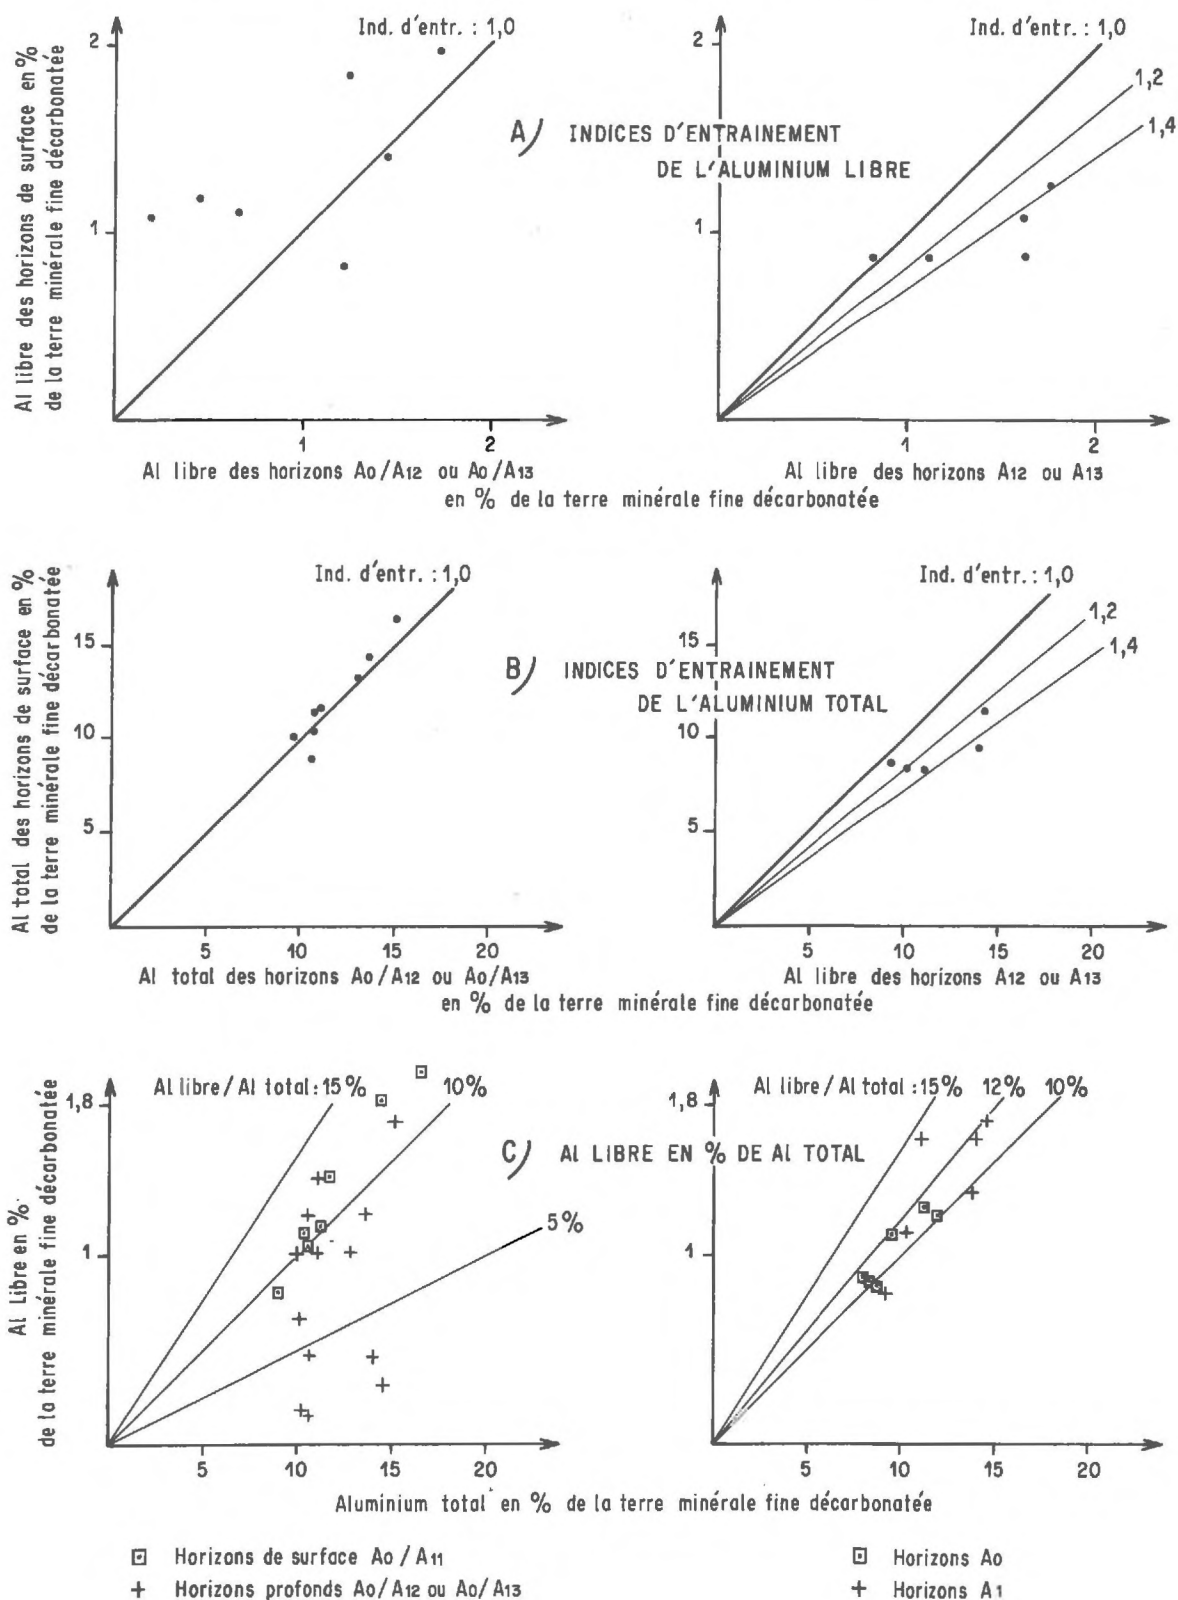 Ind. d'entr. : 1,0
2
1
Al libre des horizons de surface en %
de la terre minérale fine décarbonatée
1
2
Al libre des horizons Ao/A12 ou Ao/A13
Ind. d'entr. : 1,0
1,2
1,4
2
1
1
2
Al libre des horizons A12 ou A13
A) INDICES D'ENTRAINEMENT
DE L'ALUMINIUM LIBRE
en % de la terre minérale fine décarbonatée
Ind. d'entr. : 1,0
15
10
5
Al total des horizons de surface en %
de la terre minérale fine décarbonatée
5 10 15 20
Al total des horizons Ao/A12 ou Ao/A13
Ind. d'entr. : 1,0
1,2
1,4
15
10
5
5 10 15 20
Al libre des horizons A12 ou A13
B) INDICES D'ENTRAINEMENT
DE L'ALUMINIUM TOTAL
en % de la terre minérale fine décarbonatée
Al libre / Al total : 15% 10%
5%
1,8
1
Al Libre en %
de la terre minérale fine décarbonatée
5 10 15 20
Al libre / Al total : 15% 12% 10%
1,8
1
5 10 15 20
C) Al LIBRE EN % DE Al TOTAL
Aluminium total en % de la terre minérale fine décarbonatée
Horizons de surface Ao / A11
+ Horizons profonds Ao/A12 ou Ao/A13
Horizons Ao
+ Horizons A1